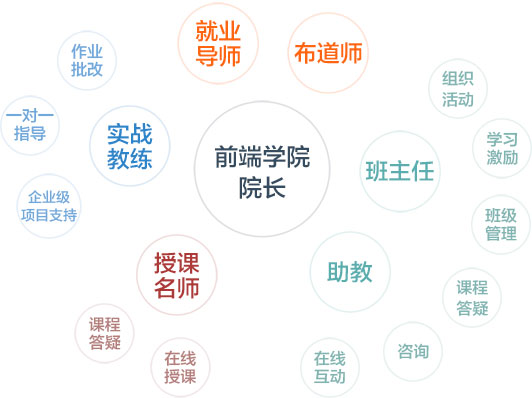 就业
导师
布道师
作业
批改
一对一
指导
实战
教练
企业级
项目支持
前端学院
院长
组织
活动
学习
激励
班主任
班级
管理
授课
名师
助教
课程
答疑
课程
答疑
在线
授课
在线
互动
咨询